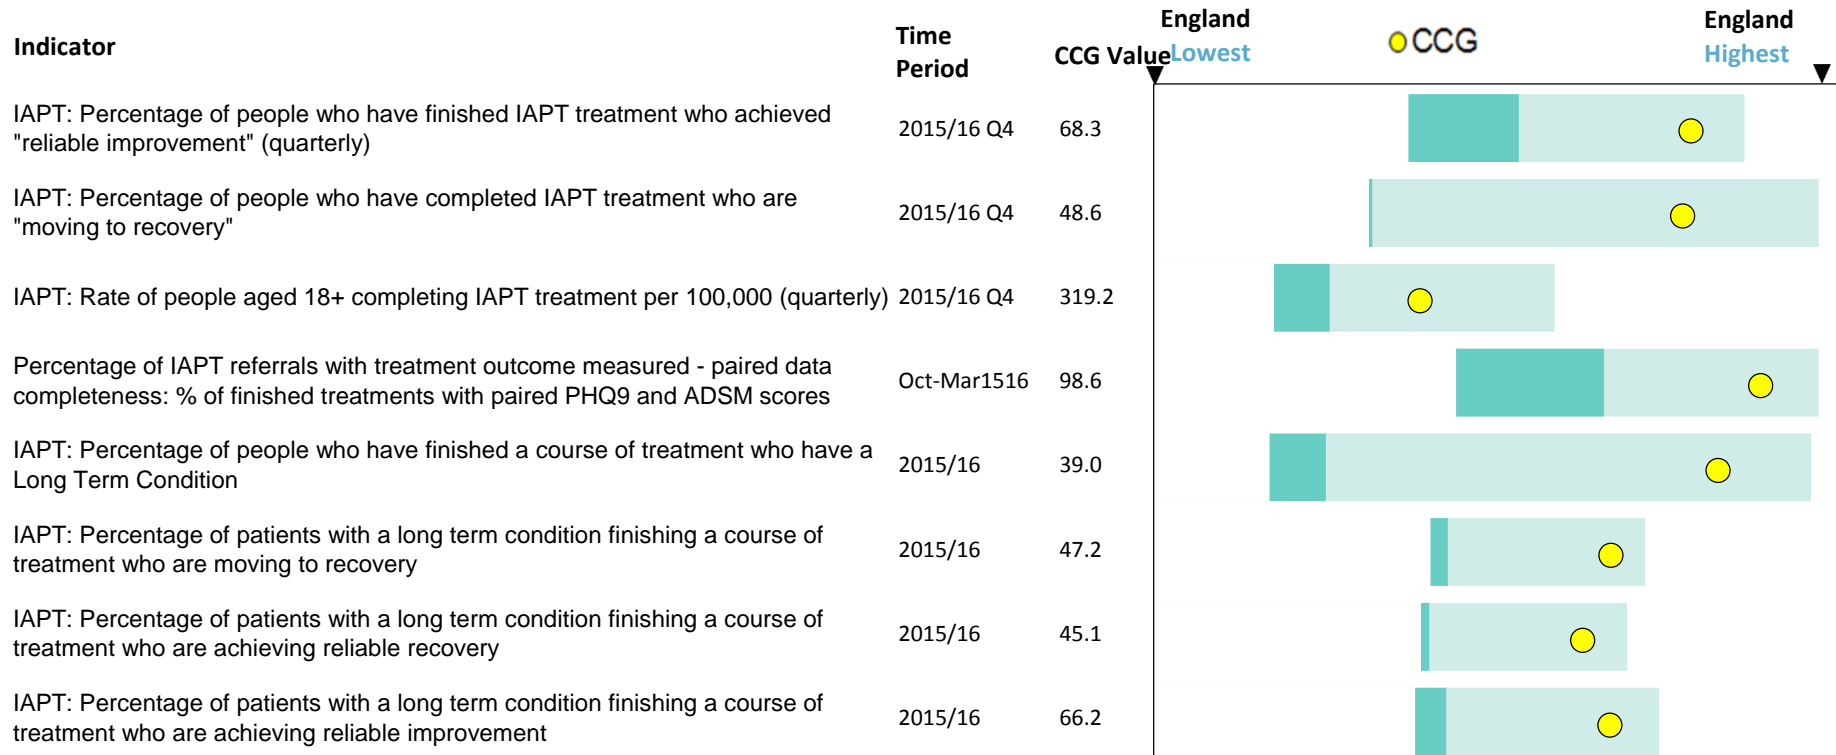 Indicator
Time
Period
CCG Value
England
Lowest
CCG
England
Highest
IAPT: Percentage of people who have finished IAPT treatment who achieved
"reliable improvement" (quarterly)
2015/16 Q4
68.3
IAPT: Percentage of people who have completed IAPT treatment who are
"moving to recovery"
2015/16 Q4
48.6
IAPT: Rate of people aged 18+ completing IAPT treatment per 100,000 (quarterly)
2015/16 Q4
319.2
Percentage of IAPT referrals with treatment outcome measured - paired data
completeness: % of finished treatments with paired PHQ9 and ADSM scores
Oct-Mar1516
98.6
IAPT: Percentage of people who have finished a course of treatment who have a
Long Term Condition
2015/16
39.0
IAPT: Percentage of patients with a long term condition finishing a course of
treatment who are moving to recovery
2015/16
47.2
IAPT: Percentage of patients with a long term condition finishing a course of
treatment who are achieving reliable recovery
2015/16
45.1
IAPT: Percentage of patients with a long term condition finishing a course of
treatment who are achieving reliable improvement
2015/16
66.2